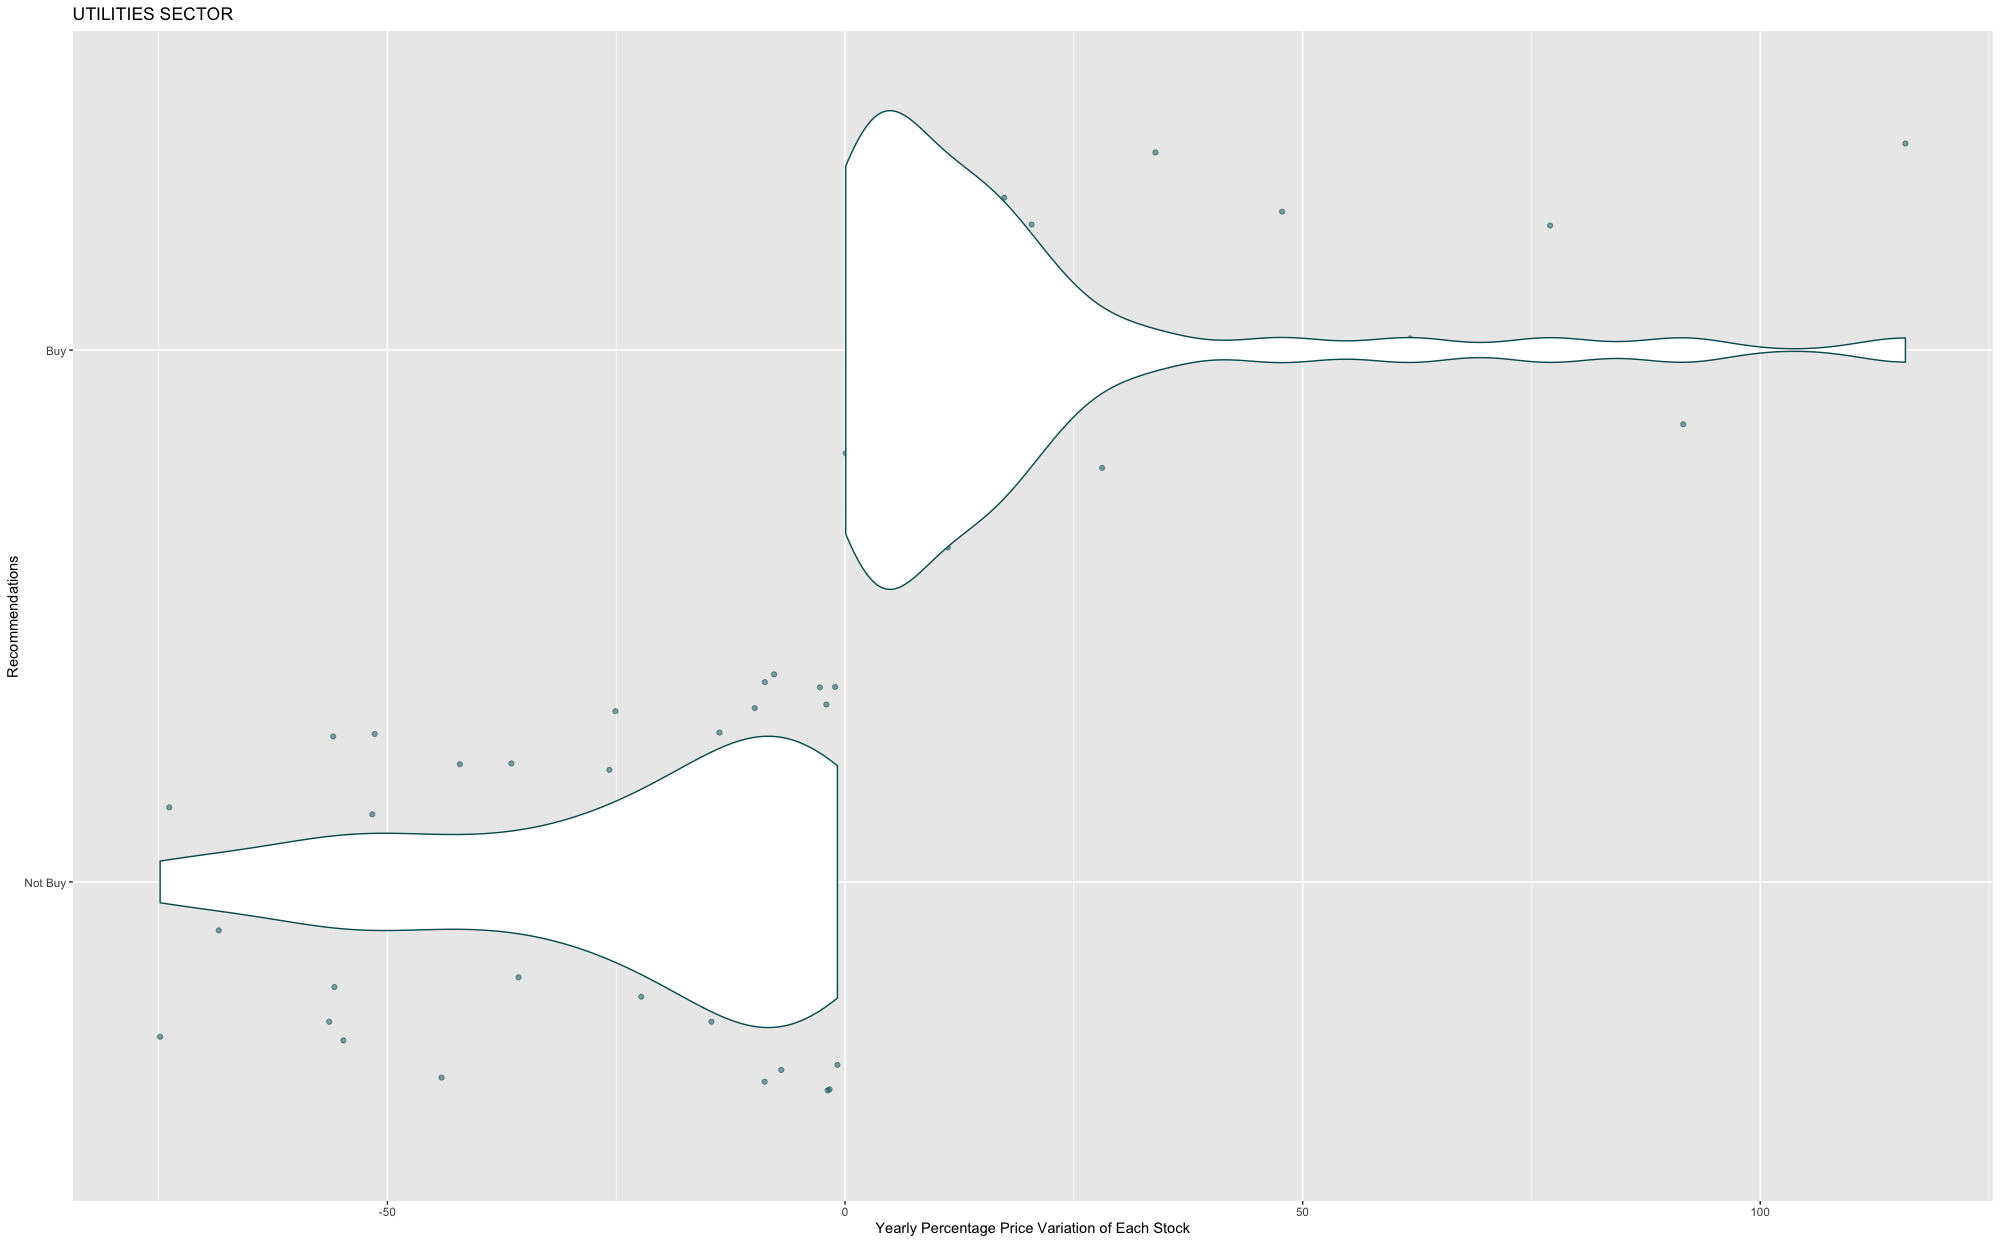 UTILITIES SECTOR
Recommendations
Buy
Not Buy
-50
0
50
100
Yearly Percentage Price Variation of Each Stock